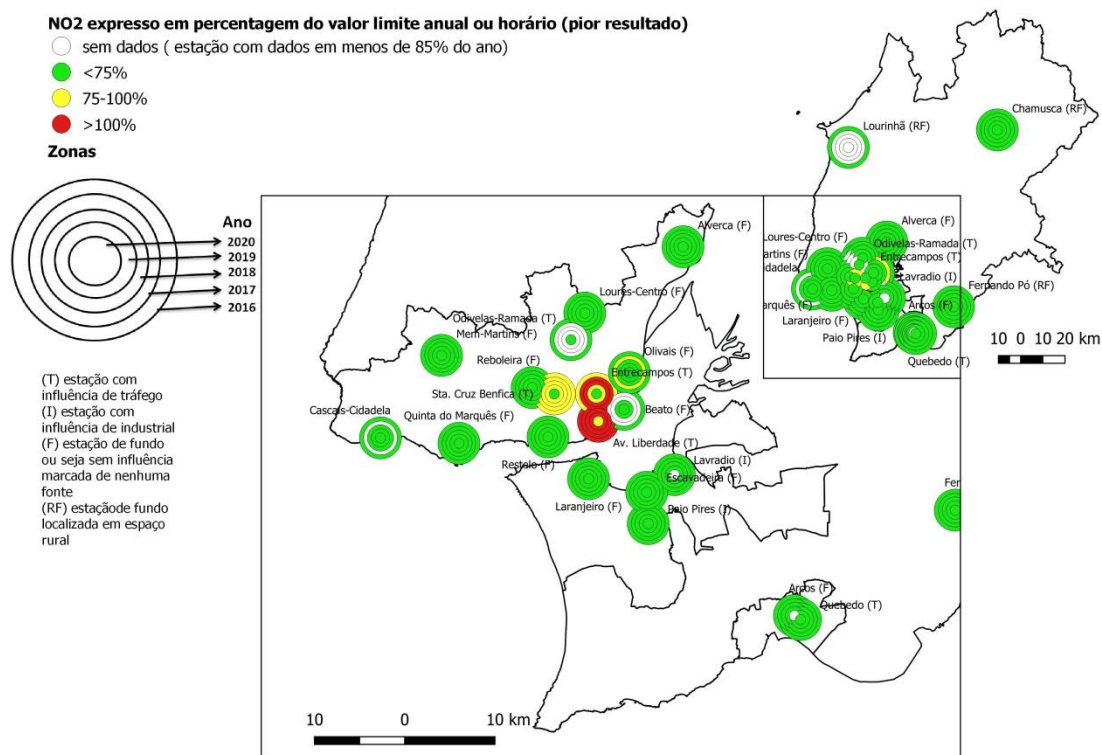 NO2 expresso em percentagem do valor limite anual ou horário (pior resultado)
sem dados ( estação com dados em menos de 85% do ano)
<75%
75-100%
>100%
Zonas
Ano
2020
2019
2018
2017
2016
(T) estação com
influência de tráfego
(I) estação com
influência de industrial
(F) estação de fundo
ou seja sem influência
marcada de nenhuma
fonte
(RF) estaçãode fundo
localizada em espaço
rural
Alverca (F)
Loures-Centro (F)
Odivelas-Ramada (T)
Mem-Martins (F)
Reboleira (F)
Olivais (F)
Entrecampos (T)
Sta. Cruz Benfica (T)
Beato (F)
Cascais-Cidadela
Quinta do Marquês (F)
Av. Liberdade (T)
Restelo (F)
Lavradio (I)
Escavadeira (F)
Laranjeiro (F)
Paio Pires (I)
Fer
Arcos (F)
Quebedo (T)
10 0 10 km
Chamusca (RF)
Lourinhã (RF)
Alverca (F)
Loures-Centro (F)
Odivelas-Ramada (T)
artins (F)
Entrecampos (T)
idadela
Lavradio (I)
Fernando Pó (RF)
arquês (F)
Arcos (F)
Laranjeiro (F)
Paio Pires (I)
Quebedo (T)
10 0 10 20 km